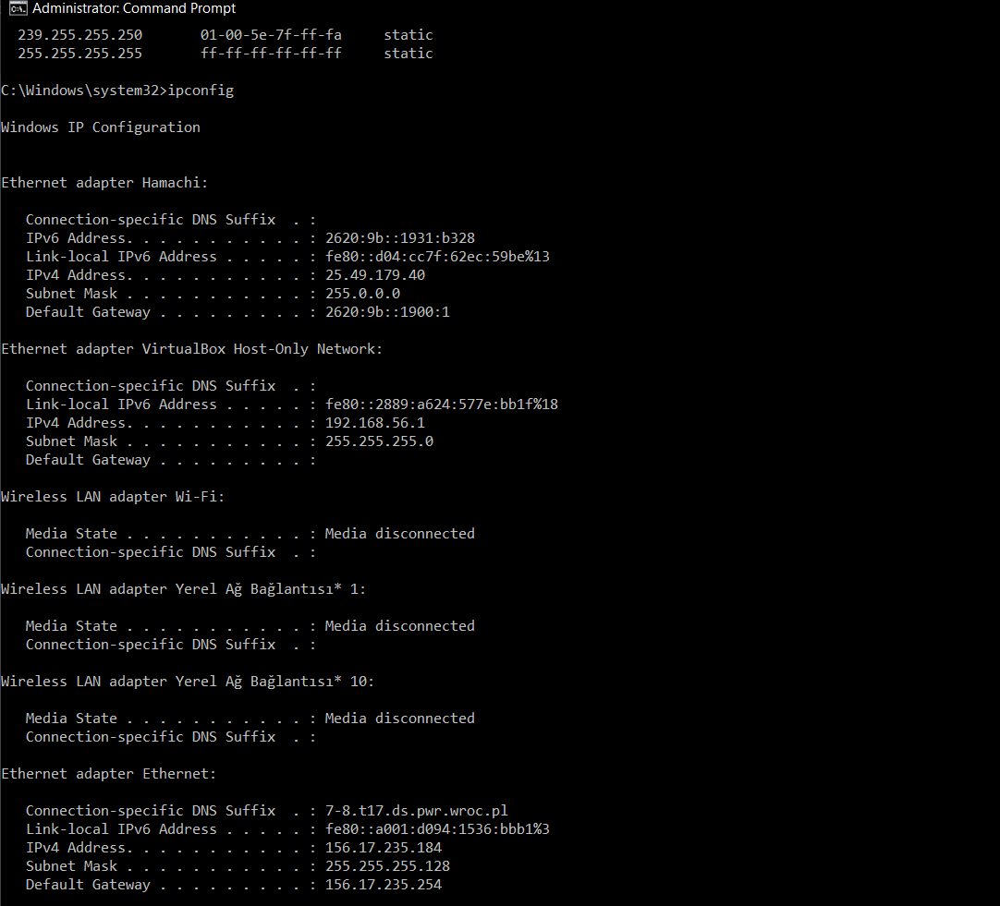 Administrator: Command Prompt
239.255.255.250 01-00-5e-7f-ff-fa static
255.255.255.255 ff-ff-ff-ff-ff-ff static
C:\Windows\system32>ipconfig
Windows IP Configuration
Ethernet adapter Hamachi:
Connection-specific DNS Suffix . :
IPv6 Address. . . . . . . . . . . : 2620:9b::1931:b328
Link-local IPv6 Address . . . . . : fe80::d04:cc7f:62ec:59be%13
IPv4 Address. . . . . . . . . . . : 25.49.179.40
Subnet Mask . . . . . . . . . . . : 255.0.0.0
Default Gateway . . . . . . . . . : 2620:9b::1900:1
Ethernet adapter VirtualBox Host-Only Network:
Connection-specific DNS Suffix . :
Link-local IPv6 Address . . . . . : fe80::2889:a624:577e:bb1f%18
IPv4 Address. . . . . . . . . . . : 192.168.56.1
Subnet Mask . . . . . . . . . . . : 255.255.255.0
Default Gateway . . . . . . . . . :
Wireless LAN adapter Wi-Fi:
Media State . . . . . . . . . . . : Media disconnected
Connection-specific DNS Suffix . :
Wireless LAN adapter Yerel Ağ Bağlantısı* 1:
Media State . . . . . . . . . . . : Media disconnected
Connection-specific DNS Suffix . :
Wireless LAN adapter Yerel Ağ Bağlantısı* 10:
Media State . . . . . . . . . . . : Media disconnected
Connection-specific DNS Suffix . :
Ethernet adapter Ethernet:
Connection-specific DNS Suffix . : 7-8.t17.ds.pwr.wroc.pl
Link-local IPv6 Address . . . . . : fe80::a001:d094:1536:bbb1%3
IPv4 Address. . . . . . . . . . . : 156.17.235.184
Subnet Mask . . . . . . . . . . . : 255.255.255.128
Default Gateway . . . . . . . . . : 156.17.235.254